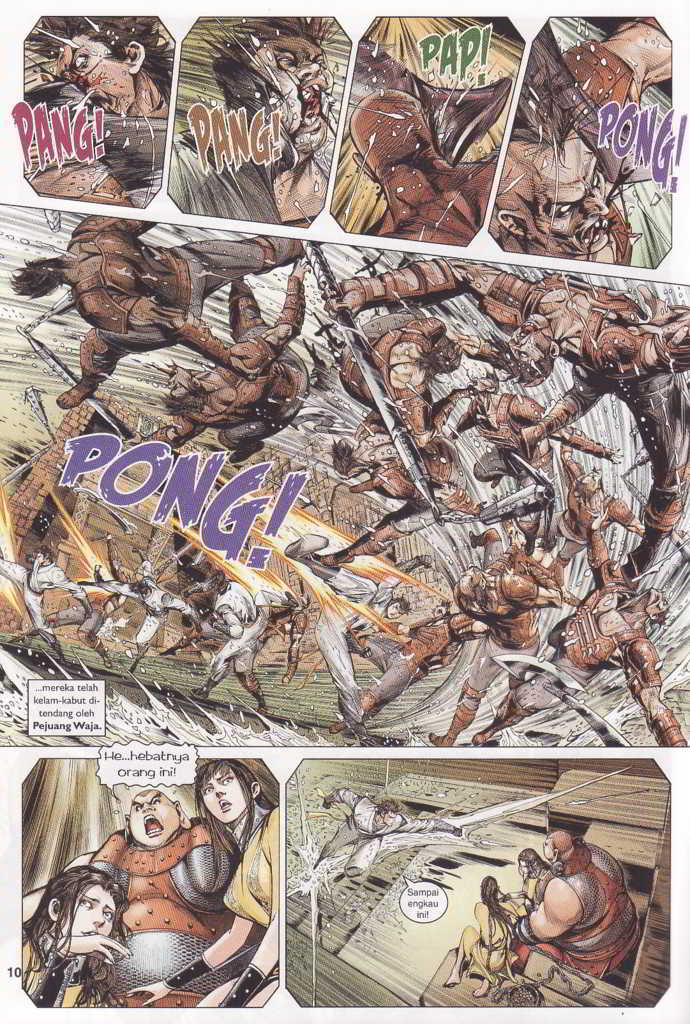 PANG!
PANG!
PAP!
PONG!
PONG!
...mereka telah
kelam-kabut di-
tendang oleh
Pejuang Waja.
He...hebatnya
orang ini!
Sampai
engkau
ini!
10